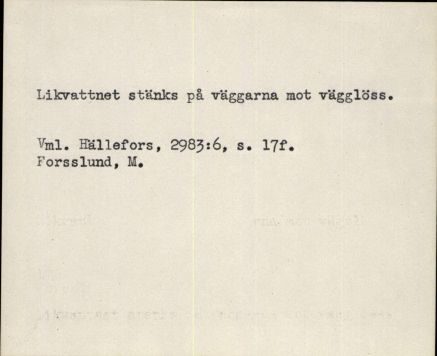 Likvattnet stänks på väggarna mot vägglöss.
Vml. Hällefors, 2983:6, s. 17f.
Forsslund, M.